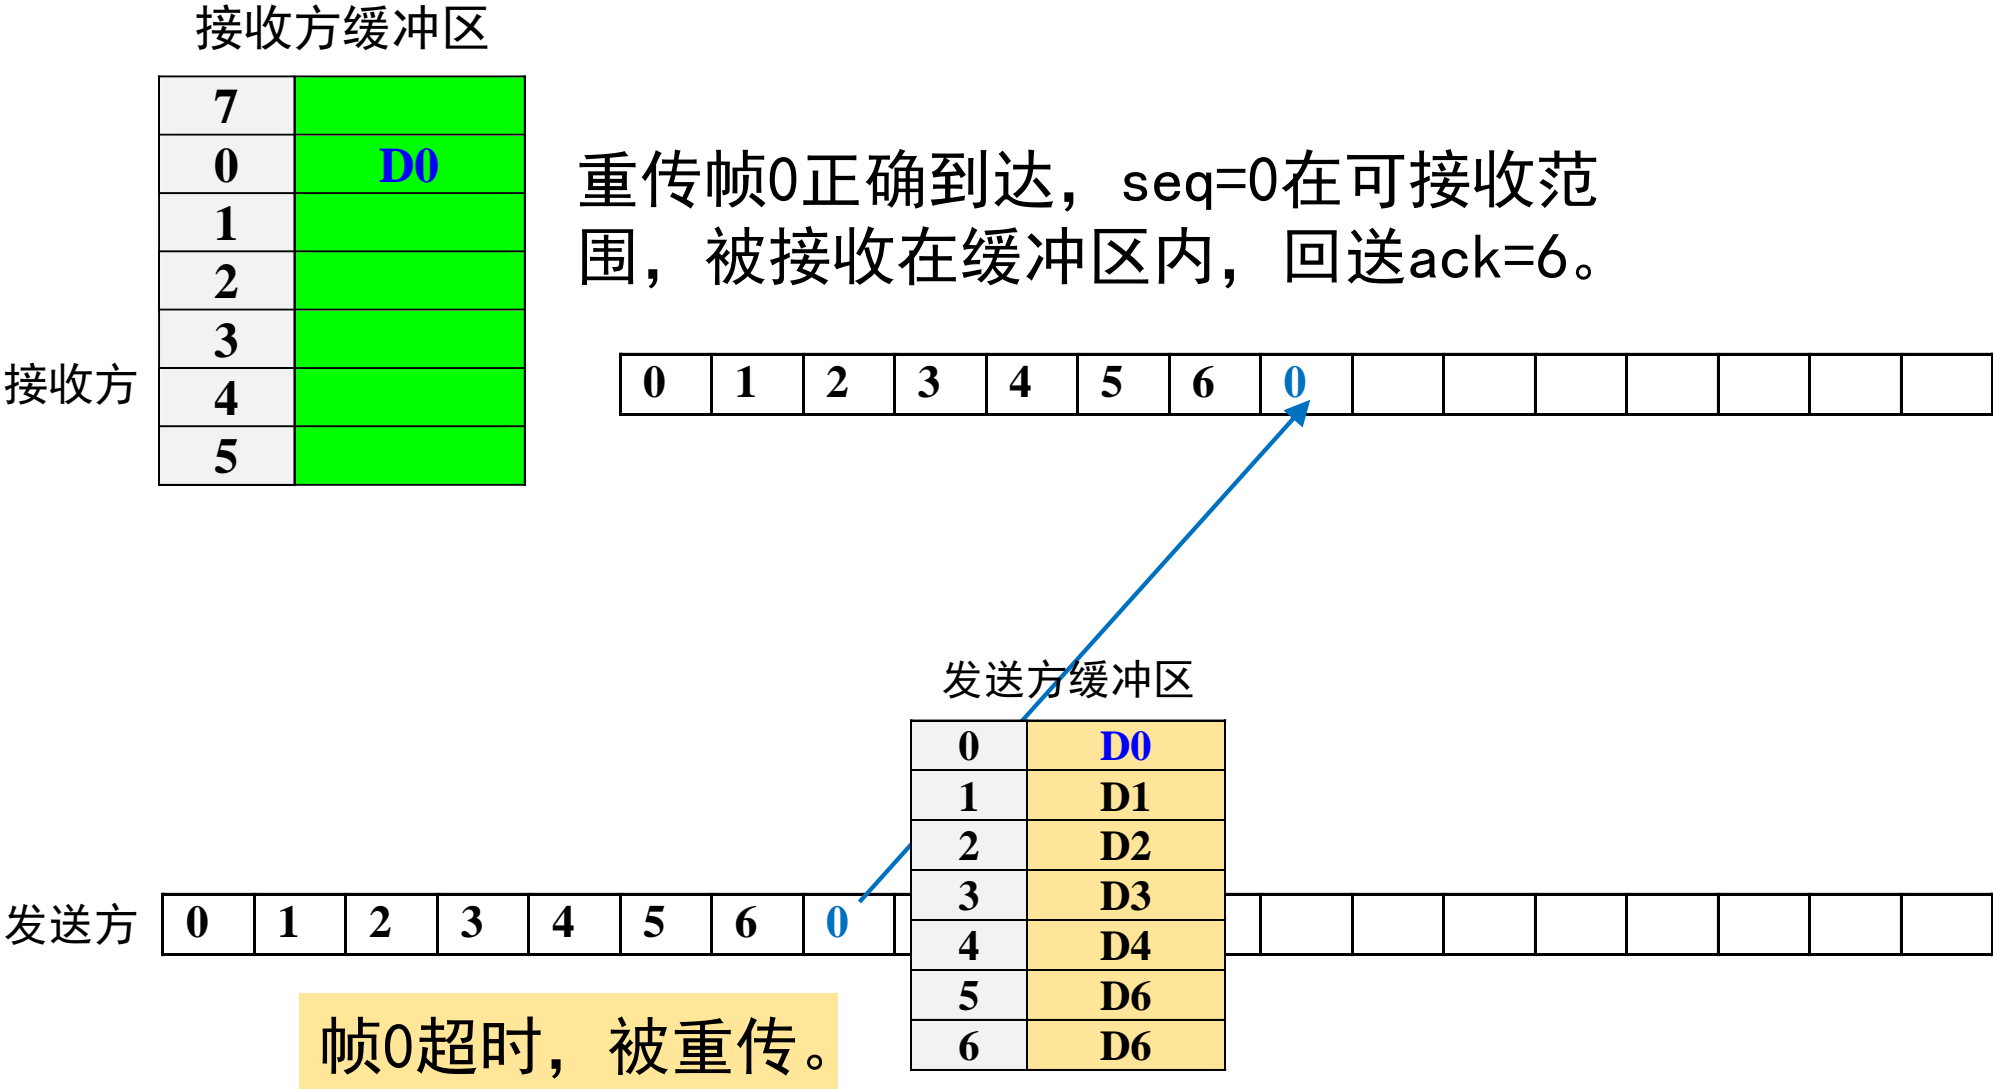 接收方缓冲区
7
0 D0
1
2
3
4
5
重传帧0正确到达，seq=0在可接收范
围，被接收在缓冲区内，回送ack=6。
接收方
0 1 2 3 4 5 6 0
发送方缓冲区
0 D0
1 D1
2 D2
3 D3
4 D4
5 D6
6 D6
发送方
0 1 2 3 4 5 6 0
帧0超时，被重传。